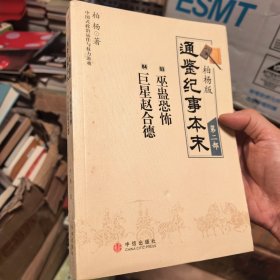 ESMT
柏杨版
通鉴纪事本末
第二部
巫蛊恐怖
巨星赵合德
柏杨·著
中信出版社